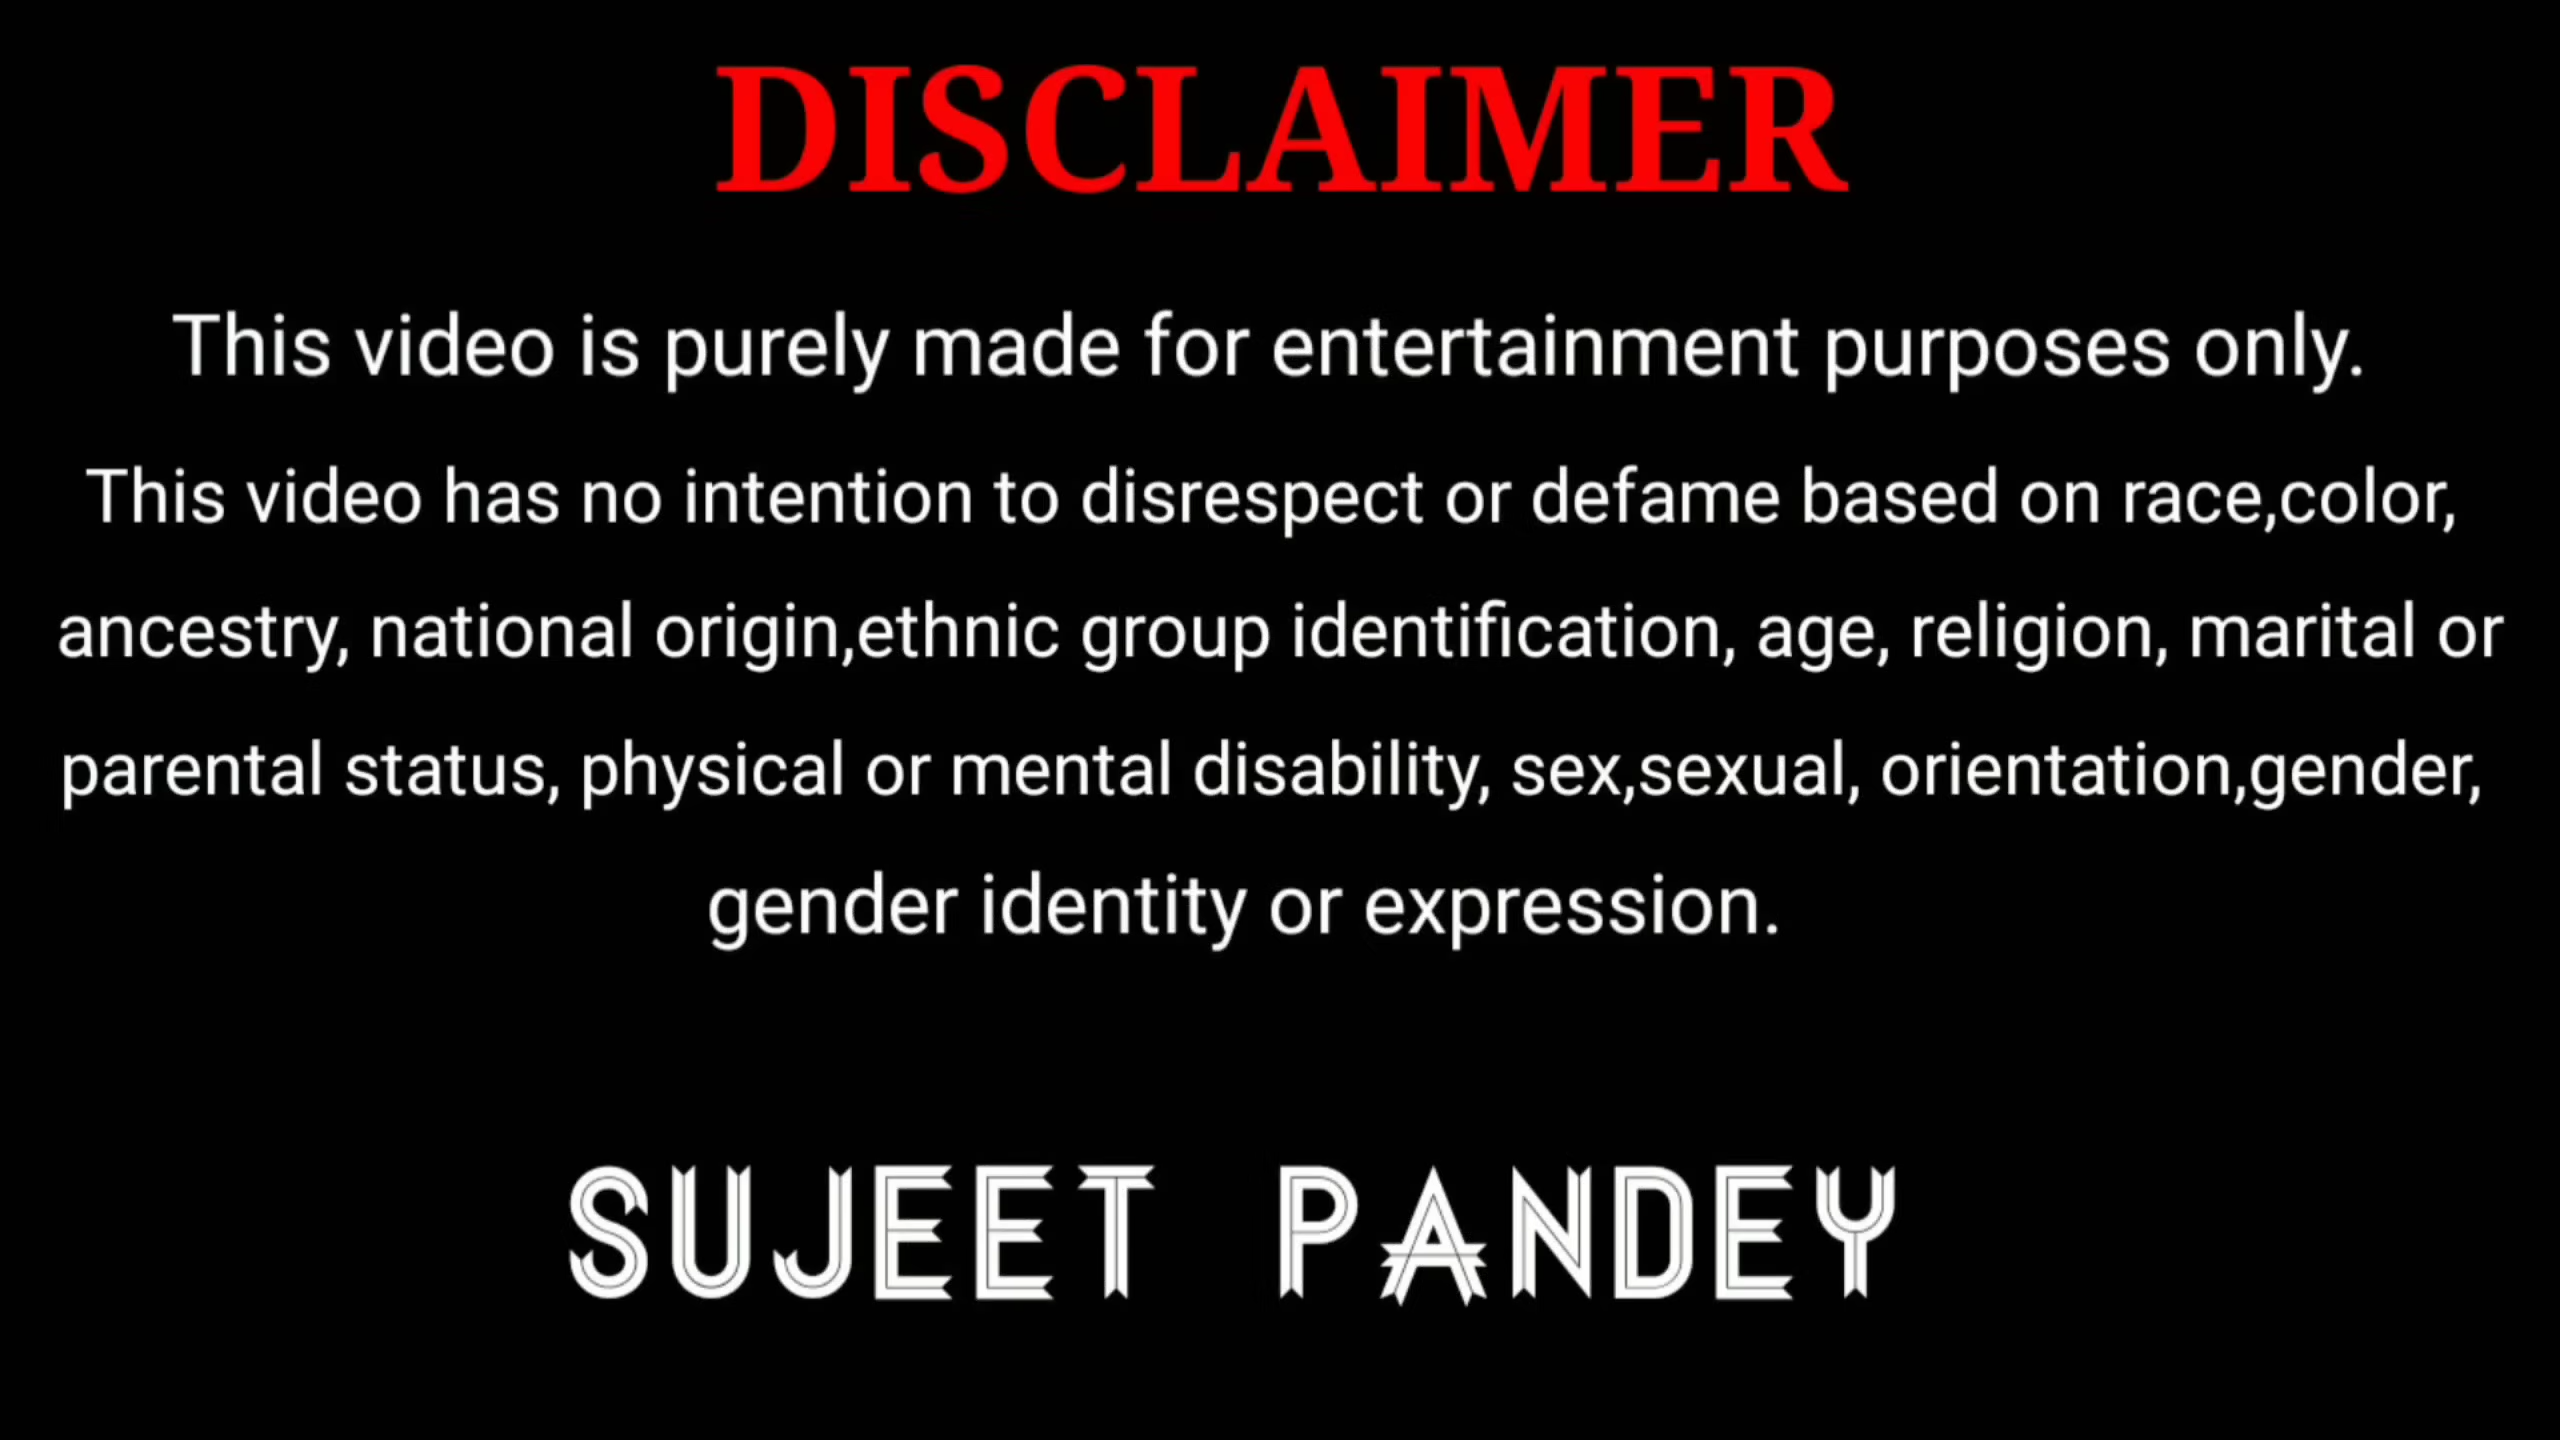 DISCLAIMER
This video is purely made for entertainment purposes only.
This video has no intention to disrespect or defame based on race,color,
ancestry, national origin,ethnic group identification, age, religion, marital or
parental status, physical or mental disability, sex,sexual, orientation,gender,
gender identity or expression.
SUJEET PANDEY